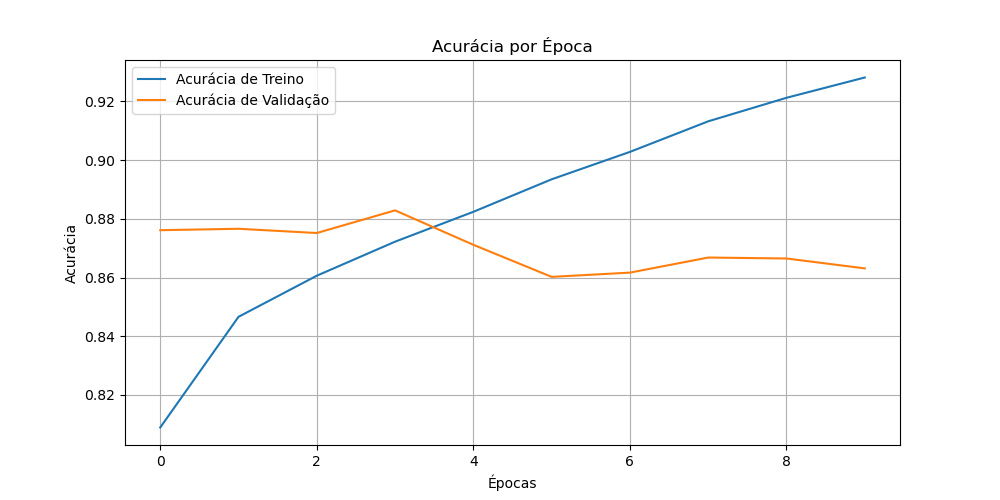 Acurácia por Época
Acurácia de Treino
Acurácia de Validação
0.92
0.90
0.88
0.86
0.84
0.82
Acurácia
0 2 4 6 8
Épocas